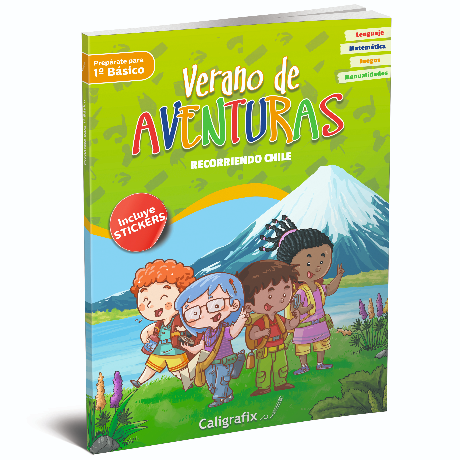 Prepárate para
1º Básico
Lenguaje
Matemática
Juegos
Manualidades
Verano de
AVENTURAS
RECORRIENDO CHILE
Incluye
STICKERS
Caligrafix